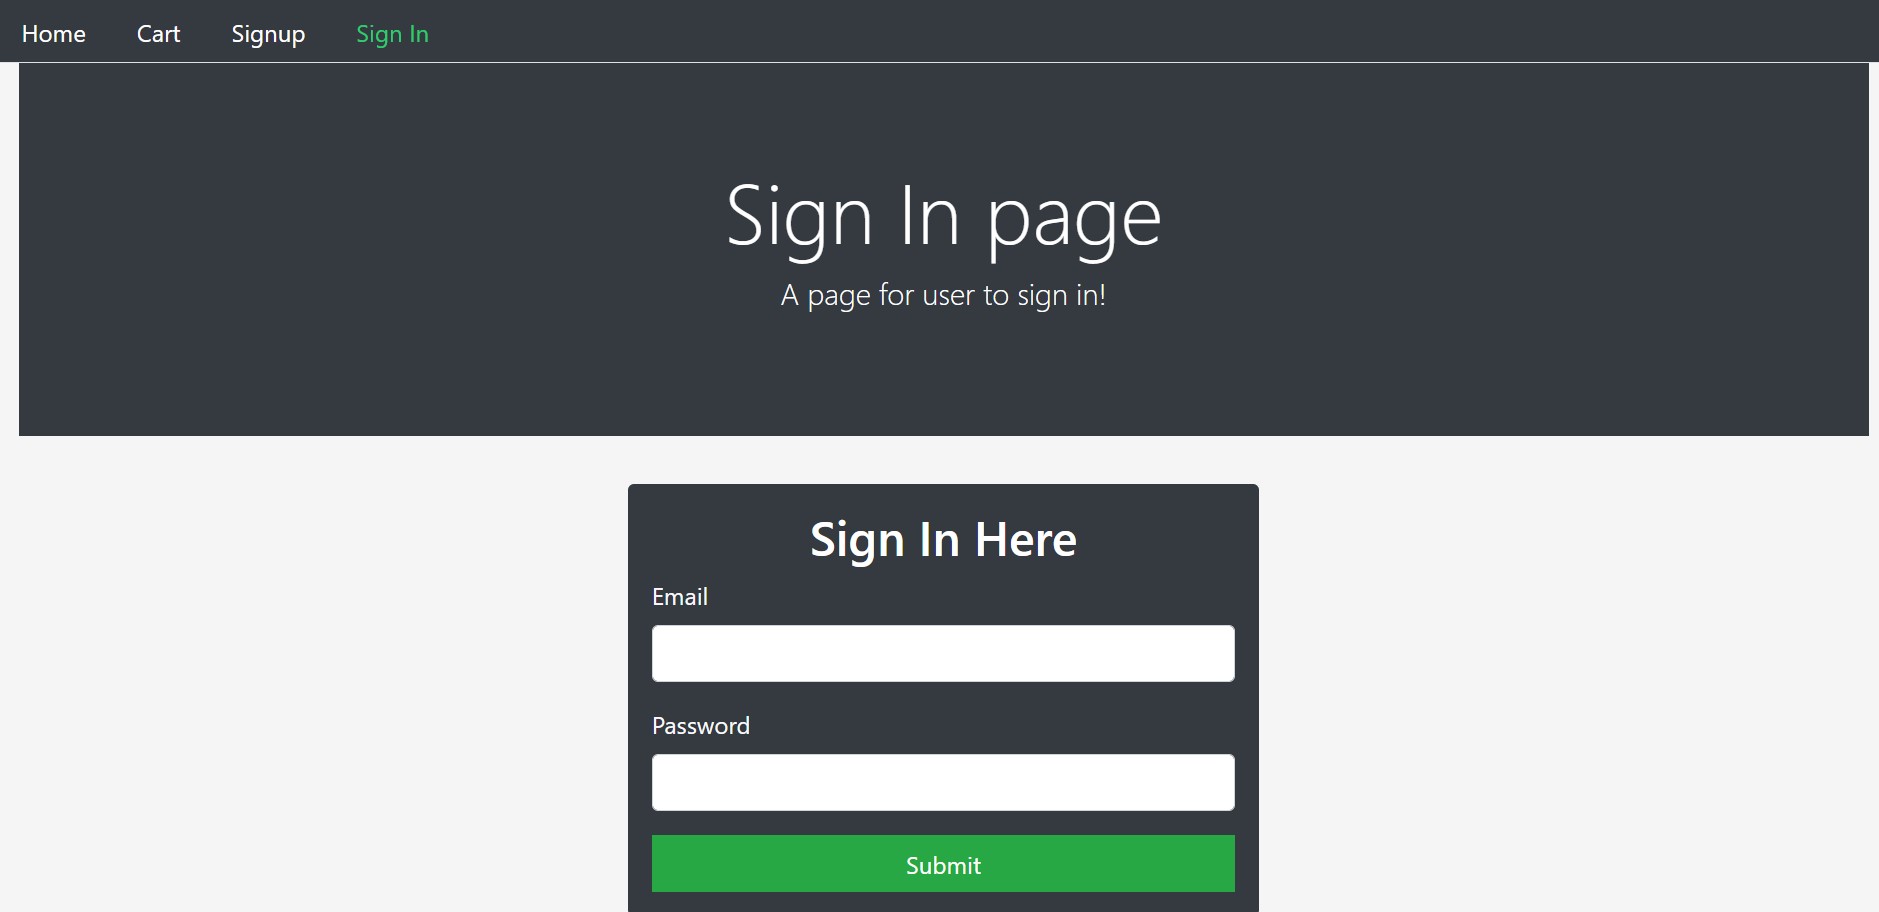 Home Cart Signup Sign In
Sign In page
A page for user to sign in!
Sign In Here
Email
Password
Submit